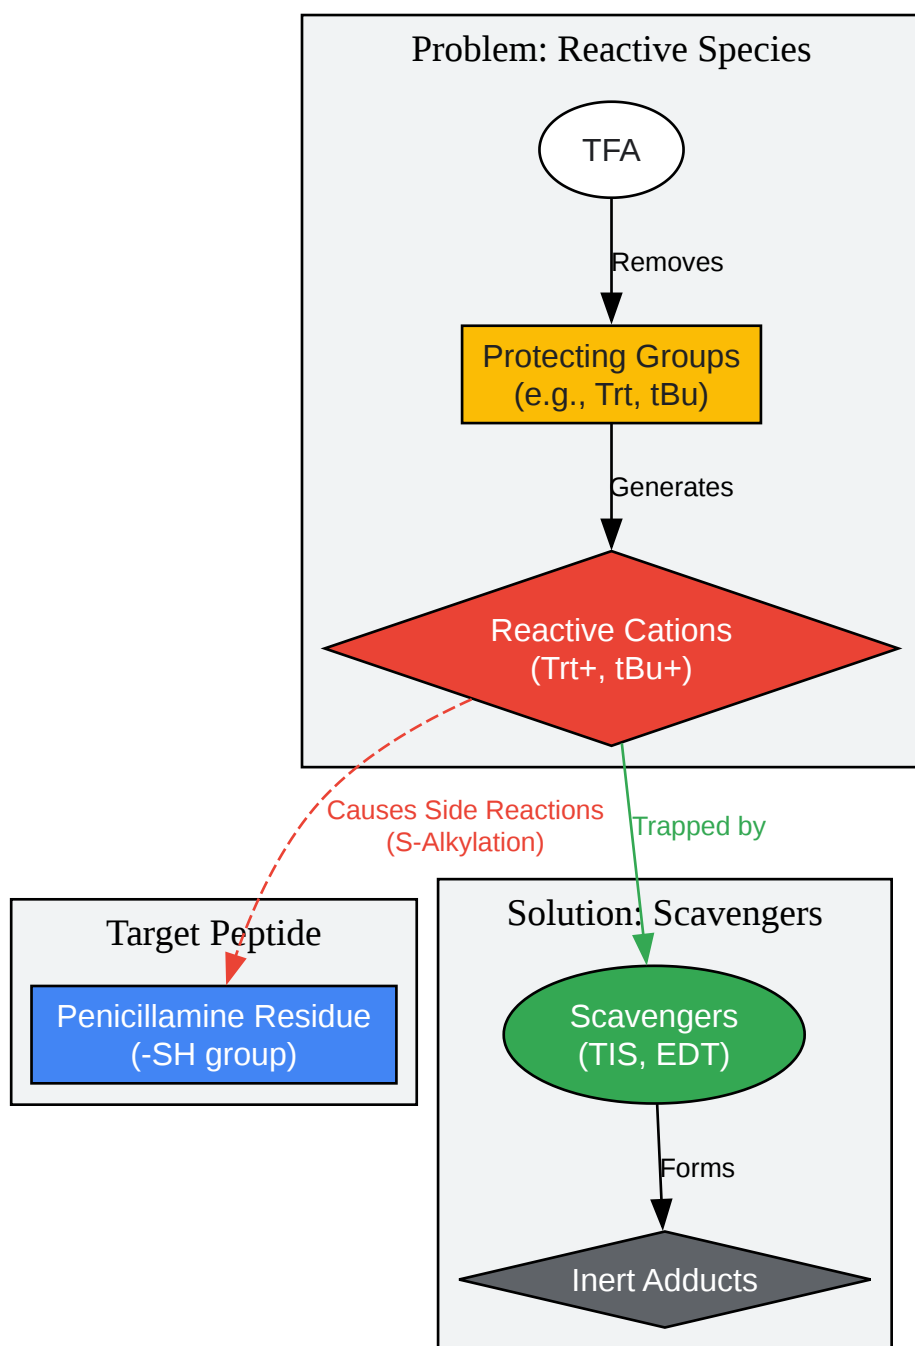 Problem: Reactive Species
TFA
Removes
Protecting Groups
(e.g., Trt, tBu)
Generates
Reactive Cations
(Trt+, tBu+)
Causes Side Reactions
(S-Alkylation)
Trapped by
Target Peptide
Penicillamine Residue
(-SH group)
Solution: Scavengers
Scavengers
(TIS, EDT)
Forms
Inert Adducts